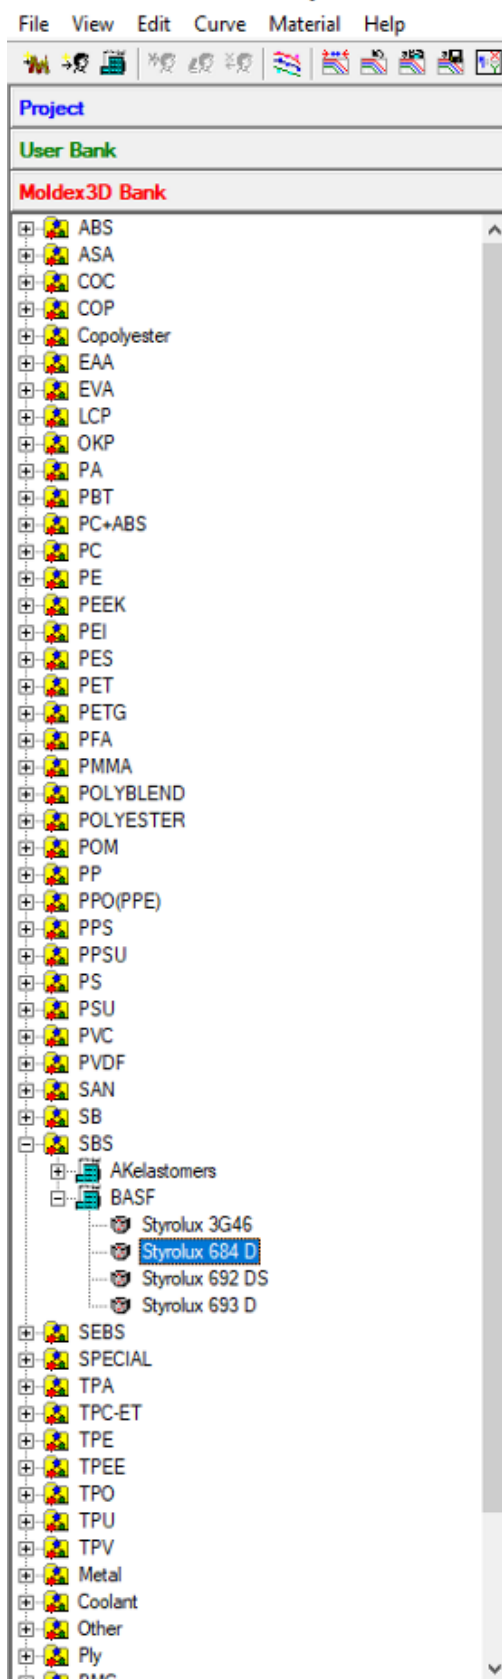 File View Edit Curve Material Help
Project
User Bank
Moldex3D Bank
ABS
ASA
COC
COP
Copolyester
EAA
EVA
LCP
OKP
PA
PBT
PC+ABS
PC
PE
PEEK
PEI
PES
PET
PETG
PFA
PMMA
POLYBLEND
POLYESTER
POM
PP
PPO(PPE)
PPS
PPSU
PS
PSU
PVC
PVDF
SAN
SB
SBS
AKelastomers
BASF
Styrolux 3G46
Styrolux 684 D
Styrolux 692 DS
Styrolux 693 D
SEBS
SPECIAL
TPA
TPC-ET
TPE
TPEE
TPO
TPU
TPV
Metal
Coolant
Other
Ply